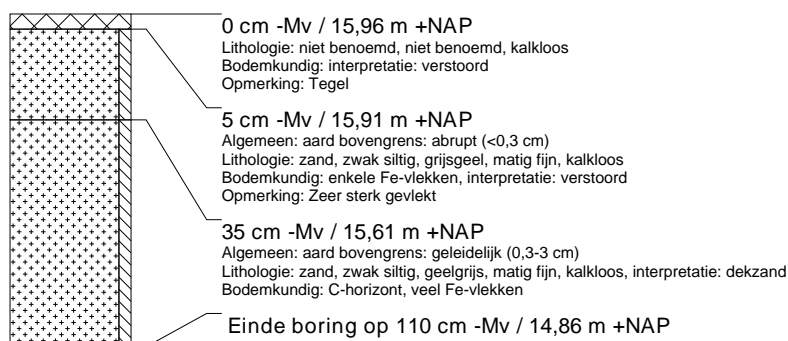 0 cm -Mv / 15,96 m +NAP
Lithologie: niet benoemd, niet benoemd, kalkloos
Bodemkundig: interpretatie: verstoord
Opmerking: Tegel
5 cm -Mv / 15,91 m +NAP
Algemeen: aard bovengrens: abrupt (<0,3 cm)
Lithologie: zand, zwak siltig, grijsgeel, matig fijn, kalkloos
Bodemkundig: enkele Fe-vlekken, interpretatie: verstoord
Opmerking: Zeer sterk gevlekt
35 cm -Mv / 15,61 m +NAP
Algemeen: aard bovengrens: geleidelijk (0,3-3 cm)
Lithologie: zand, zwak siltig, geelgrijs, matig fijn, kalkloos, interpretatie: dekzand
Bodemkundig: C-horizont, veel Fe-vlekken
Einde boring op 110 cm -Mv / 14,86 m +NAP